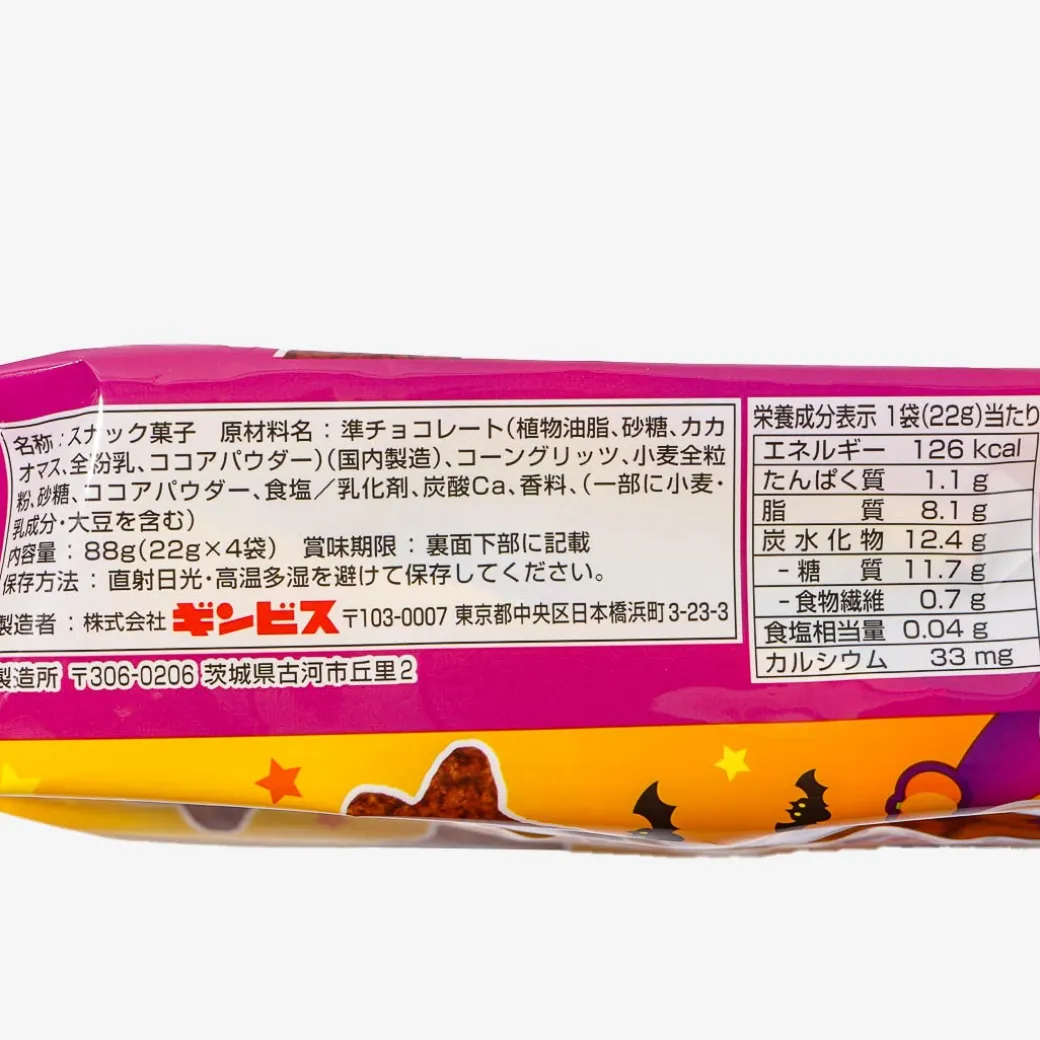 名称：スナック菓子　原材料名：準チョコレート(植物油脂、砂糖、カカ
オマス、全粉乳、ココアパウダー)(国内製造)、コーングリッツ、小麦全粒
粉、砂糖、ココアパウダー、食塩／乳化剤、炭酸Ca、香料、(一部に小麦・
乳成分・大豆を含む)
内容量：88g(22g×4袋)　賞味期限：裏面下部に記載
保存方法：直射日光・高温多湿を避けて保存してください。
製造者：株式会社 ギンビス 〒103-0007 東京都中央区日本橋浜町3-23-3
製造所 〒306-0206 茨城県古河市丘里2
栄養成分表示 1袋(22g)当たり
エネルギー 126 kcal
たんぱく質 1.1 g
脂質 8.1 g
炭水化物 12.4 g
-糖質 11.7 g
-食物繊維 0.7 g
食塩相当量 0.04 g
カルシウム 33 mg